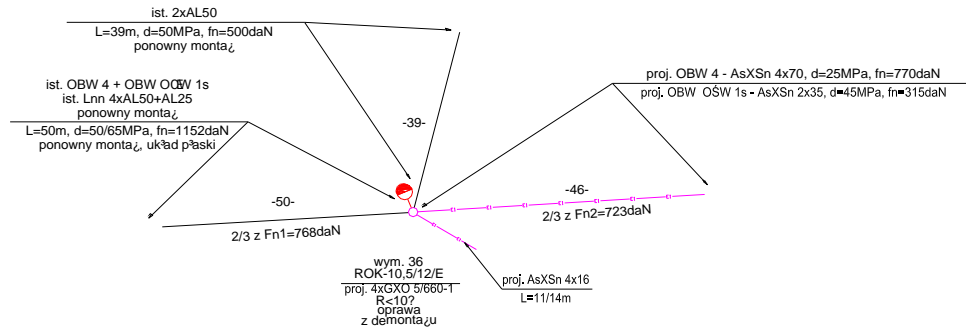 ist. 2xAL50
L=39m, d=50MPa, fn=500daN
ponowny monta¿
ist. OBW 4 + OBW OŒW 1s
ist. Lnn 4xAL50+AL25
ponowny monta¿
L=50m, d=50/65MPa, fn=1152daN
ponowny monta¿, uk³ad p³aski
proj. OBW 4 - AsXSn 4x70, d=25MPa, fn=770daN
proj. OBW OŚW 1s - AsXSn 2x35, d=45MPa, fn=315daN
-39-
-50-
-46-
2/3 z Fn1=768daN
2/3 z Fn2=723daN
wym. 36
ROK-10,5/12/E
proj. 4xGXO 5/660-1
R<10?
oprawa
z demonta¿u
proj. AsXSn 4x16
L=11/14m